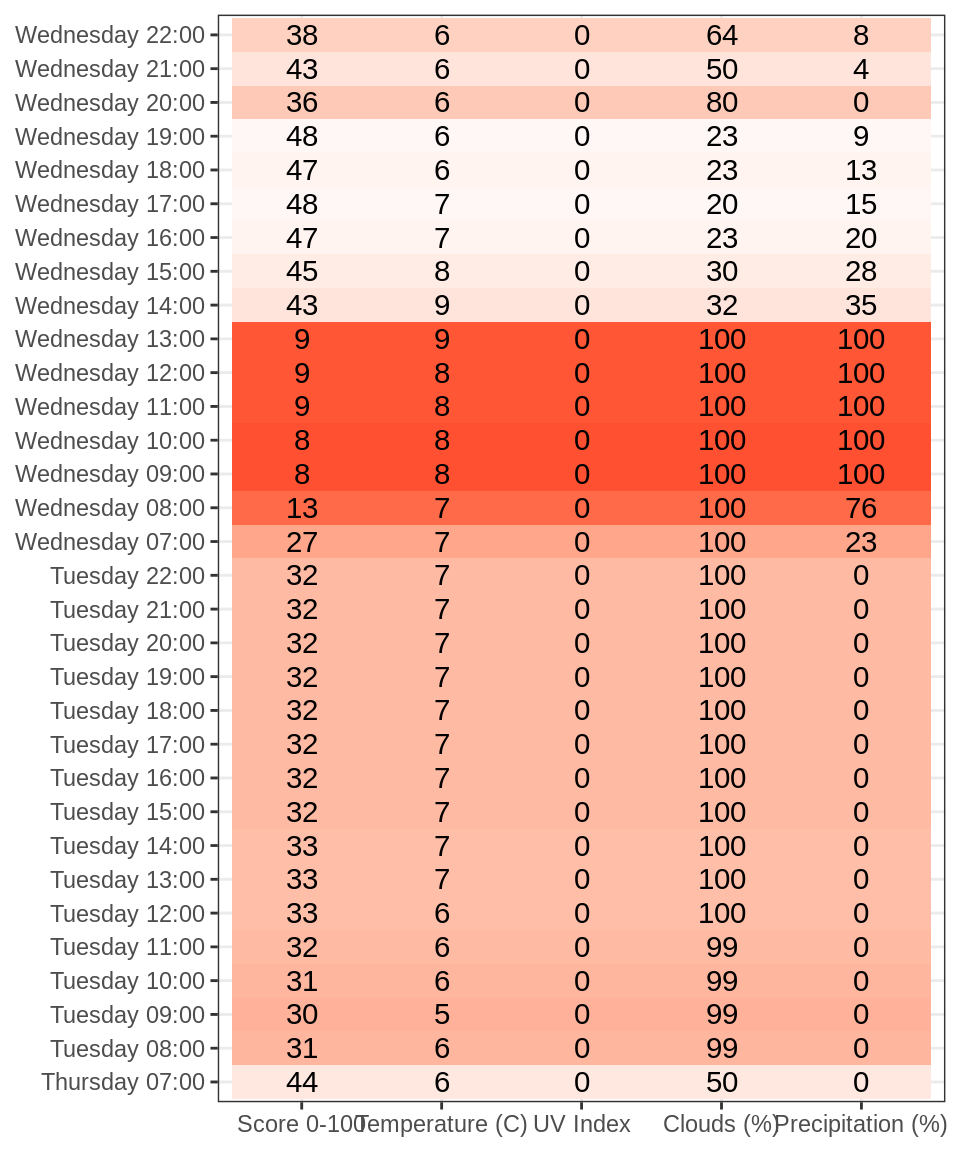 Wednesday 22:00 38 6 0 64 8
Wednesday 21:00 43 6 0 50 4
Wednesday 20:00 36 6 0 80 0
Wednesday 19:00 48 6 0 23 9
Wednesday 18:00 47 6 0 23 13
Wednesday 17:00 48 7 0 20 15
Wednesday 16:00 47 7 0 23 20
Wednesday 15:00 45 8 0 30 28
Wednesday 14:00 43 9 0 32 35
Wednesday 13:00 9 9 0 100 100
Wednesday 12:00 9 8 0 100 100
Wednesday 11:00 9 8 0 100 100
Wednesday 10:00 8 8 0 100 100
Wednesday 09:00 8 8 0 100 100
Wednesday 08:00 13 7 0 100 76
Wednesday 07:00 27 7 0 100 23
Tuesday 22:00 32 7 0 100 0
Tuesday 21:00 32 7 0 100 0
Tuesday 20:00 32 7 0 100 0
Tuesday 19:00 32 7 0 100 0
Tuesday 18:00 32 7 0 100 0
Tuesday 17:00 32 7 0 100 0
Tuesday 16:00 32 7 0 100 0
Tuesday 15:00 32 7 0 100 0
Tuesday 14:00 33 7 0 100 0
Tuesday 13:00 33 7 0 100 0
Tuesday 12:00 33 6 0 100 0
Tuesday 11:00 32 6 0 99 0
Tuesday 10:00 31 6 0 99 0
Tuesday 09:00 30 5 0 99 0
Tuesday 08:00 31 6 0 99 0
Thursday 07:00 44 6 0 50 0
Score 0-100 Temperature (C) UV Index Clouds (%) Precipitation (%)